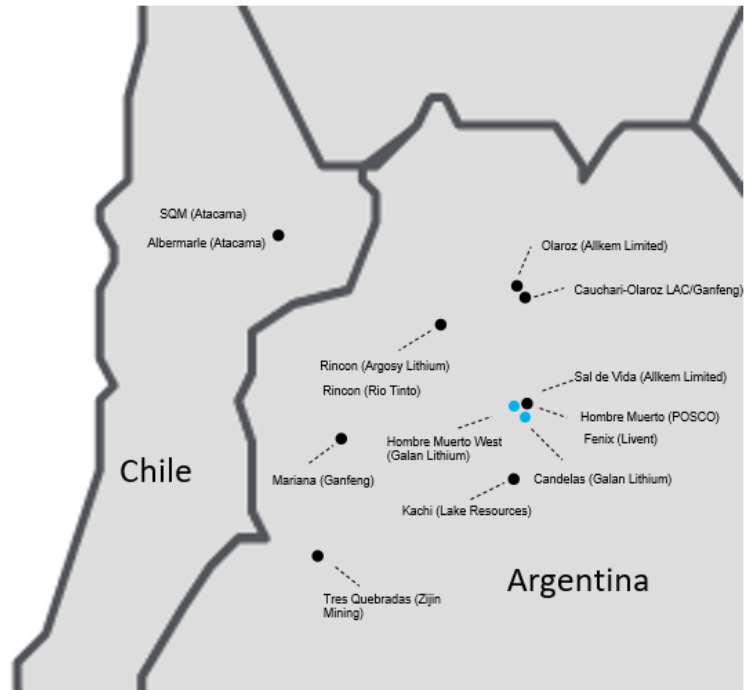 SQM (Atacama)
Albermarle (Atacama)
Olaroz (Allkem Limited)
Cauchari-Olaroz LAC/Ganfeng)
Rincon (Argosy Lithium)
Rincon (Rio Tinto)
Sal de Vida (Allkem Limited)
Hombre Muerto (POSCO)
Fenix (Livent)
Hombre Muerto West
(Galan Lithium)
Candelas (Galan Lithium)
Mariana (Ganfeng)
Chile
Kachi (Lake Resources)
Argentina
Tres Quebradas (Zijin
Mining)